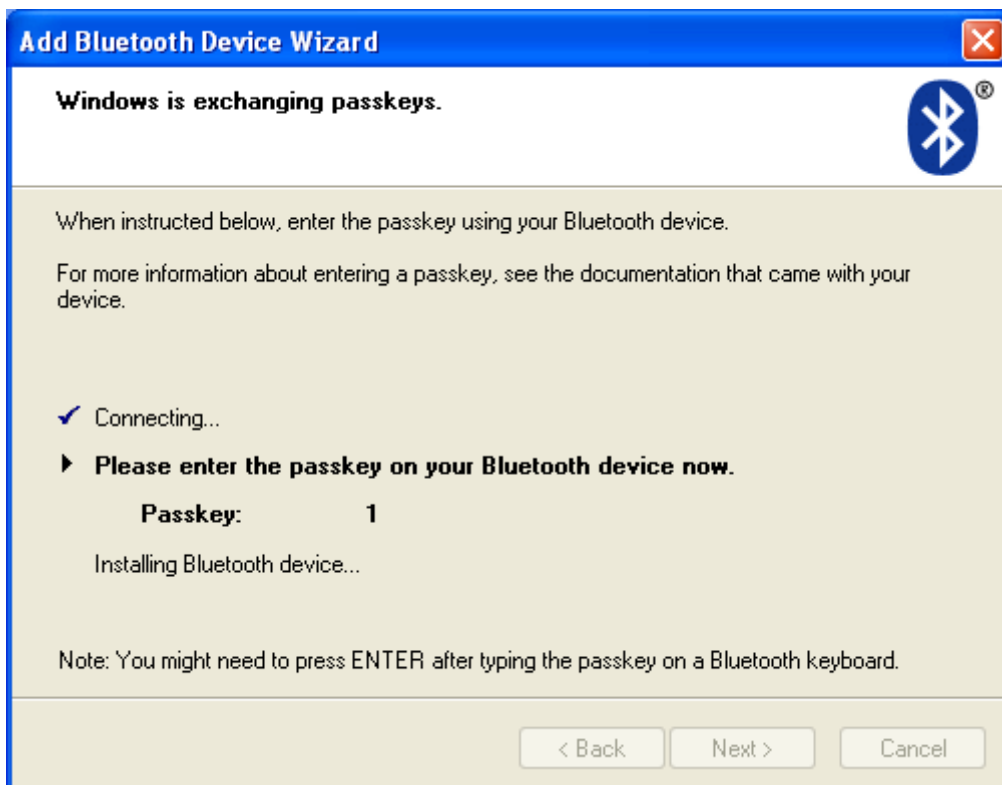 Add Bluetooth Device Wizard
Windows is exchanging passkeys.
®
When instructed below, enter the passkey using your Bluetooth device.
For more information about entering a passkey, see the documentation that came with your
device.
Connecting...
Please enter the passkey on your Bluetooth device now.
Passkey: 1
Installing Bluetooth device...
Note: You might need to press ENTER after typing the passkey on a Bluetooth keyboard.
< Back Next > Cancel